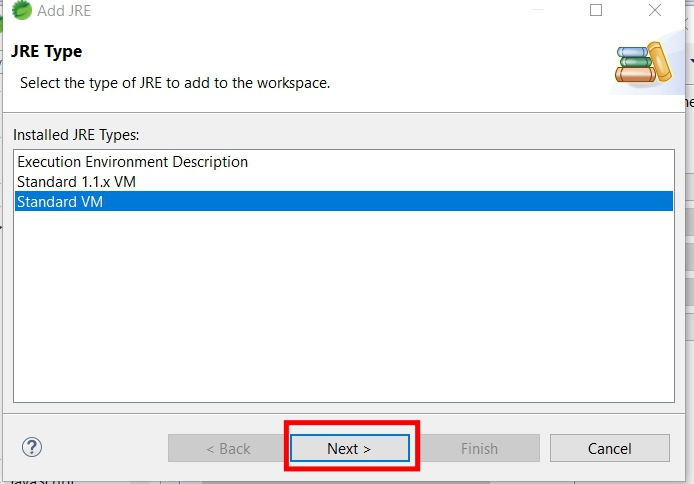 Add JRE
JRE Type
Select the type of JRE to add to the workspace.
Installed JRE Types:
Execution Environment Description
Standard 1.1.x VM
Standard VM
< Back
Next >
Finish
Cancel